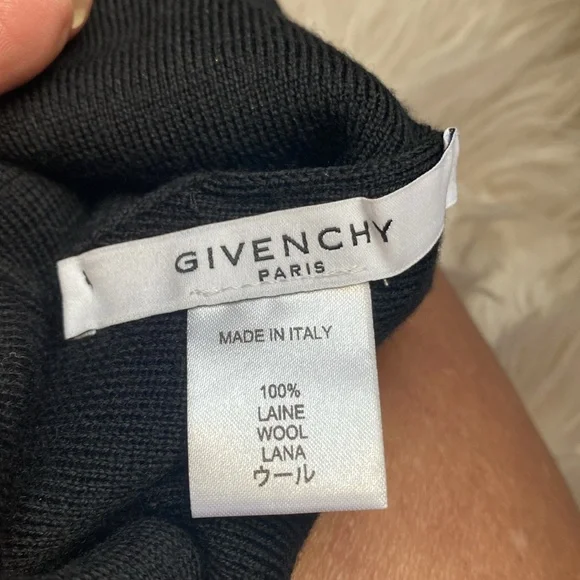 GIVENCHY
PARIS
MADE IN ITALY
100%
LAINE
WOOL
LANA
ウール